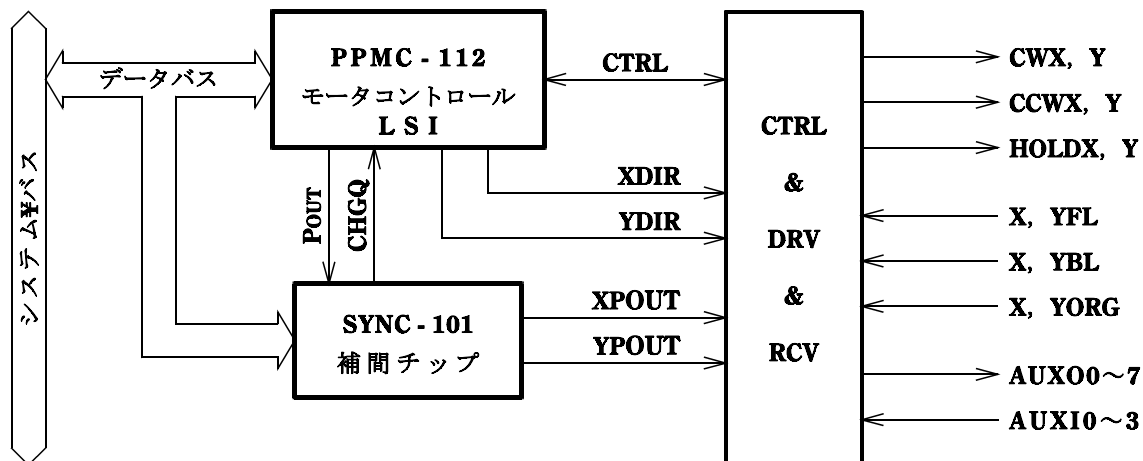 システム¥バス
データバス
PPMC-112
モータコントロール
LSI
POUT
CHGQ
SYNC-101
補間チップ
CTRL
XDIR
YDIR
XPOUT
YPOUT
CTRL
&
DRV
&
RCV
CWX, Y
CCWX, Y
HOLDX, Y
X, YFL
X, YBL
X, YORG
AUXO0～7
AUXI0～3